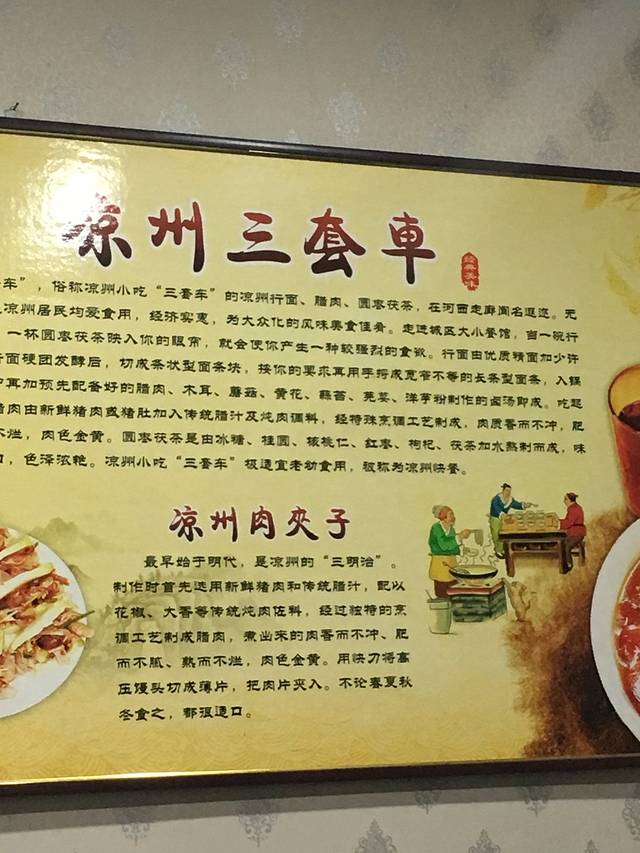 凉州三套車
经典美味
车”，俗称凉州小吃“三套车”的凉州行面、腊肉、圆枣茯茶，在河西走廊闻名遐迩。无
凉州居民均爱食用，经济实惠，为大众化的风味美食佳肴。走进城区大小餐馆，当一碗行
一杯圆枣茯茶映入你的眼帘，就会使你产生一种较强烈的食欲。行面由优质精面加少许
面硬团发酵后，切成条状型面条块，按你的要求再用手拧成宽窄不等的长条型面条，入锅
再加预先配备好的腊肉、木耳、蘑菇、黄花、蒜苔、芫荽、洋芋粉制作的卤汤即成。吃起
腊肉由新鲜猪肉或猪肚加入传统腊汁及炖肉调料，经特殊烹调工艺制成，肉质香而不冲，肥
不烂，肉色金黄。圆枣茯茶是由冰糖、桂圆、核桃仁、红枣、枸杞、茯茶加水熬制而成，味
口，色泽浓艳。凉州小吃“三套车”极适宜老幼食用，被称为凉州快餐。
凉州肉夾子
最早始于明代，是凉州的“三明治”。
制作时首先选用新鲜猪肉和传统腊汁，配以
花椒、大香等传统炖肉佐料，经过独特的烹
调工艺制成腊肉，煮出来的肉香而不冲、肥
而不腻、熟而不烂，肉色金黄。用快刀将高
压馒头切成薄片，把肉片夹入。不论春夏秋
冬食之，都很适口。